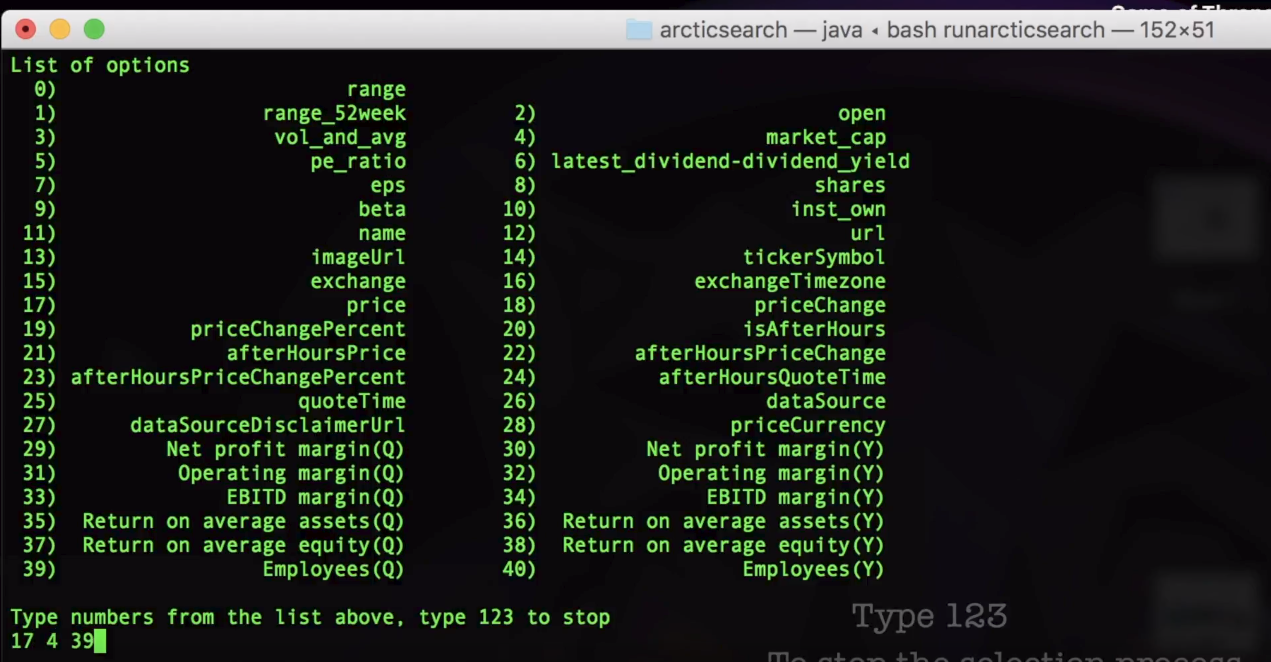 arcticsearch — java ◂ bash runarcticsearch — 152×51
List of options
0) range
1) range_52week 2) open
3) vol_and_avg 4) market_cap
5) pe_ratio 6) latest_dividend-dividend_yield
7) eps 8) shares
9) beta 10) inst_own
11) name 12) url
13) imageUrl 14) tickerSymbol
15) exchange 16) exchangeTimezone
17) price 18) priceChange
19) priceChangePercent 20) isAfterHours
21) afterHoursPrice 22) afterHoursPriceChange
23) afterHoursPriceChangePercent 24) afterHoursQuoteTime
25) quoteTime 26) dataSource
27) dataSourceDisclaimerUrl 28) priceCurrency
29) Net profit margin(Q) 30) Net profit margin(Y)
31) Operating margin(Q) 32) Operating margin(Y)
33) EBITD margin(Q) 34) EBITD margin(Y)
35) Return on average assets(Q) 36) Return on average assets(Y)
37) Return on average equity(Q) 38) Return on average equity(Y)
39) Employees(Q) 40) Employees(Y)
Type numbers from the list above, type 123 to stop
17 4 39
Type 123
To stop the selection process